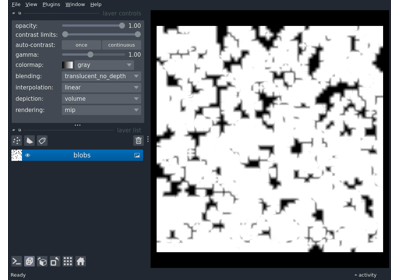 File View Plugins Window Help
layer controls
opacity: 1.00
contrast limits:
auto-contrast: once continuous
gamma: 1.00
colormap: gray
blending: translucent_no_depth
interpolation: linear
depiction: volume
rendering: mip
layer list
blobs
Ready activity